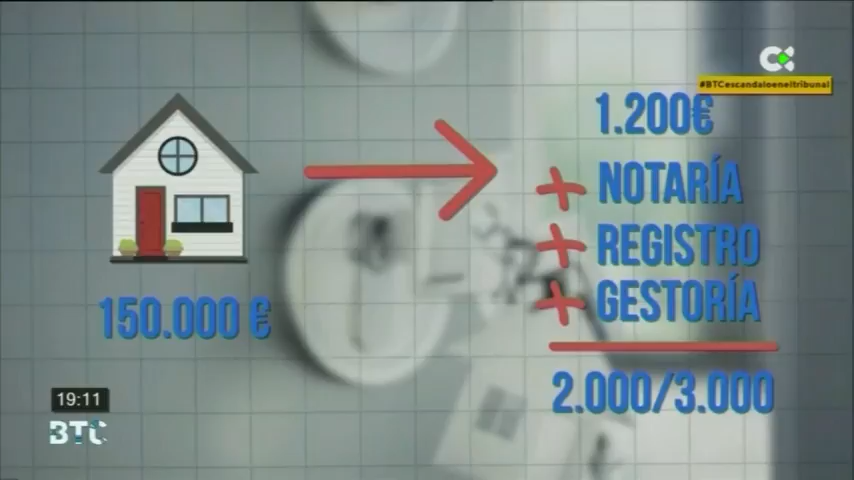 #BTCescandaloeneltribunal
1.200€
+ NOTARÍA
+ REGISTRO
+ GESTORÍA
150.000 €
2.000/3.000
19:11
BTC